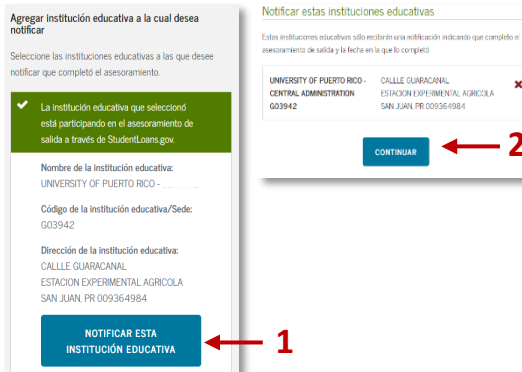 Agregar institución educativa a la cual desea
notificar
Seleccione las instituciones educativas a las que desee
notificar que completó el asesoramiento.
La institución educativa que seleccionó
está participando en el asesoramiento de
salida a través de StudentLoans.gov.
Nombre de la institución educativa:
UNIVERSITY OF PUERTO RICO -
Código de la institución educativa/Sede:
G03942
Dirección de la institución educativa:
CALLLE GUARACANAL
ESTACION EXPERIMENTAL AGRICOLA
SAN JUAN, PR 009364984
NOTIFICAR ESTA
INSTITUCIÓN EDUCATIVA
1
Notificar estas instituciones educativas
Estas instituciones educativas sólo recibirán una notificación indicando que completo el
asesoramiento de salida y la fecha en la que lo completó.
UNIVERSITY OF PUERTO RICO - CALLLE GUARACANAL
CENTRAL ADMINISTRATION ESTACION EXPERIMENTAL AGRICOLA
G03942 SAN JUAN, PR 009364984
CONTINUAR
2